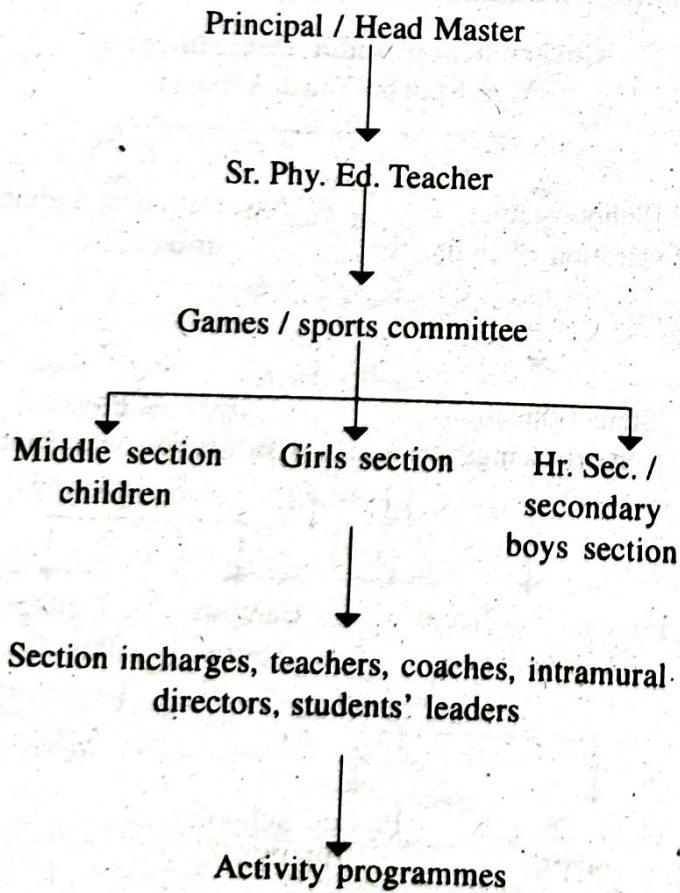 Principal / Head Master
Sr. Phy. Ed. Teacher
Games / sports committee
Middle section
children
Girls section
Hr. Sec. /
secondary
boys section
Section incharges, teachers, coaches, intramural
directors, students' leaders
Activity programmes